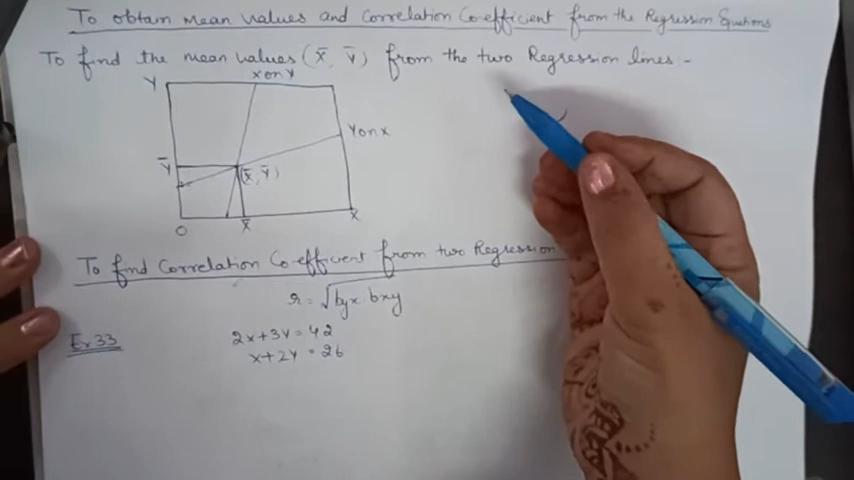 To obtain Mean values and Correlation Co-efficient from the Regression Equations
To find the mean values (X̄, Ȳ) from the two Regression lines:-
Y
X on Y
Y on X
Ȳ
(X̄, Ȳ)
O
X̄
X
To find Correlation Co-efficient from two Regression
r = √byx. bxy
Ex 33
2X+3Y = 42
X+2Y = 26